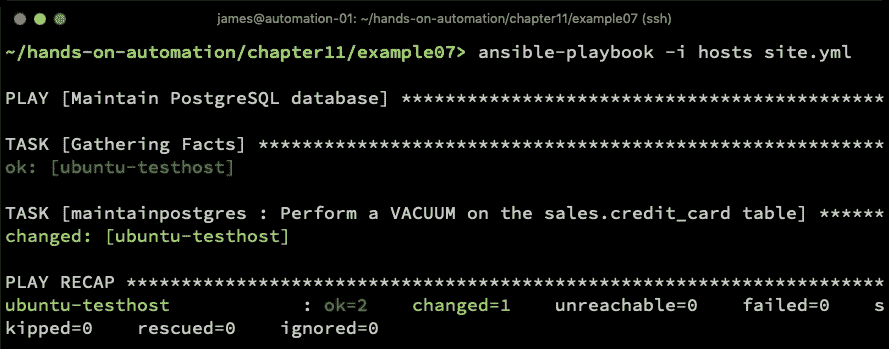 james@automation-01: ~/hands-on-automation/chapter11/example07 (ssh)
~/hands-on-automation/chapter11/example07> ansible-playbook -i hosts site.yml
PLAY [Maintain PostgreSQL database] ********************************************
TASK [Gathering Facts] *********************************************************
ok: [ubuntu-testhost]
TASK [maintainpostgres : Perform a VACUUM on the sales.credit_card table] ******
changed: [ubuntu-testhost]
PLAY RECAP *********************************************************************
ubuntu-testhost            : ok=2    changed=1    unreachable=0    failed=0    s
kipped=0    rescued=0    ignored=0